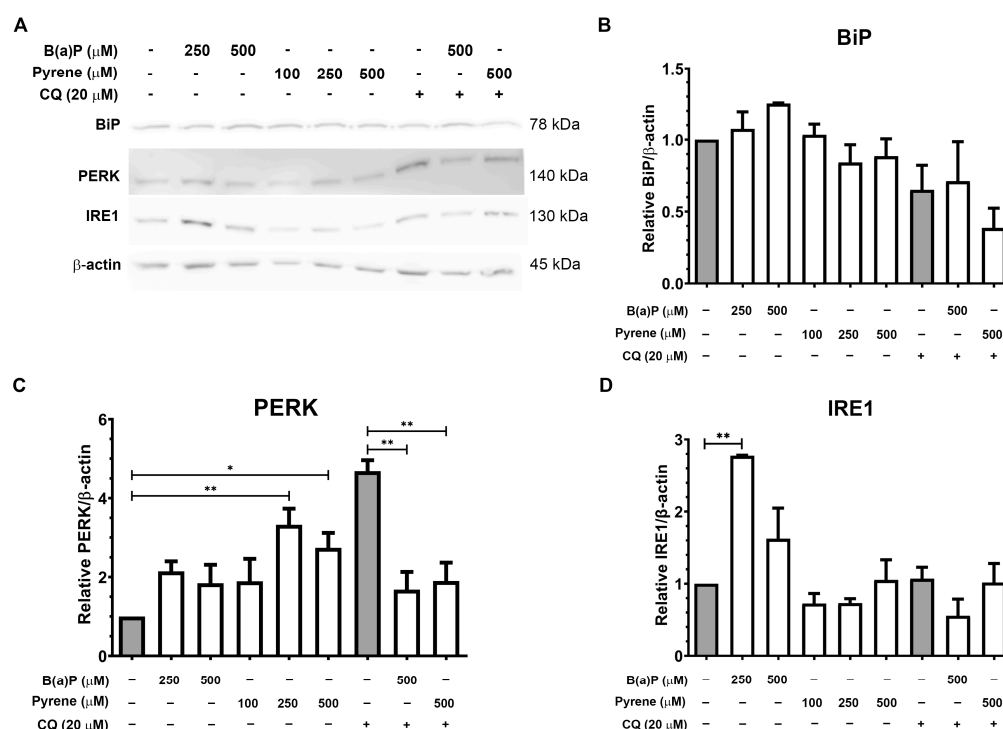 A
B(a)P (μM) - 250 500 - - - - 500 -
Pyrene (μM) - - - 100 250 500 - - 500
CQ (20 μM) - - - - - - + + +
BiP 78 kDa
PERK 140 kDa
IRE1 130 kDa
β-actin 45 kDa
B
BiP
Relative BiP/β-actin
1.5
1.0
0.5
0.0
B(a)P (μM) – 250 500 – – – – 500 –
Pyrene (μM) – – – 100 250 500 – – 500
CQ (20 μM) – – – – – – + + +
C
PERK
Relative PERK/β-actin
6
4
2
0
**
**
*
**
B(a)P (μM) – 250 500 – – – – 500 –
Pyrene (μM) – – – 100 250 500 – – 500
CQ (20 μM) – – – – – – + + +
D
IRE1
Relative IRE1/β-actin
3
2
1
0
**
B(a)P (μM) – 250 500 – – – – 500 –
Pyrene (μM) – – – 100 250 500 – – 500
CQ (20 μM) – – – – – – + + +